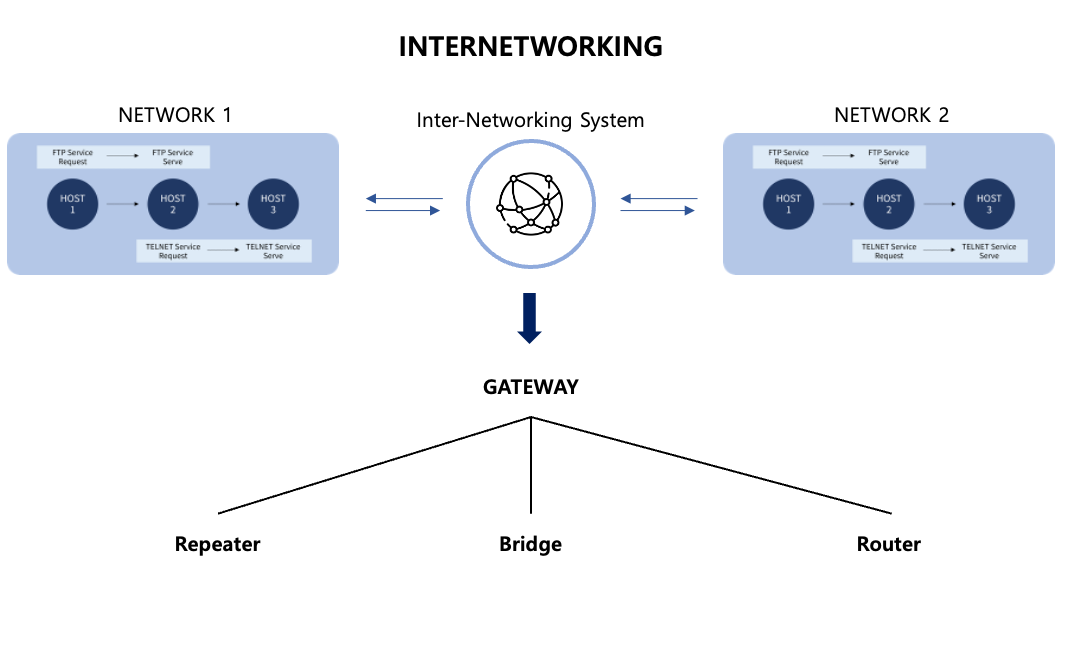 INTERNETWORKING
NETWORK 1
Inter-Networking System
NETWORK 2
FTP Service
Request
FTP Service
Serve
HOST
1
HOST
2
HOST
3
TELNET Service
Request
TELNET Service
Serve
FTP Service
Request
FTP Service
Serve
HOST
1
HOST
2
HOST
3
TELNET Service
Request
TELNET Service
Serve
GATEWAY
Repeater
Bridge
Router